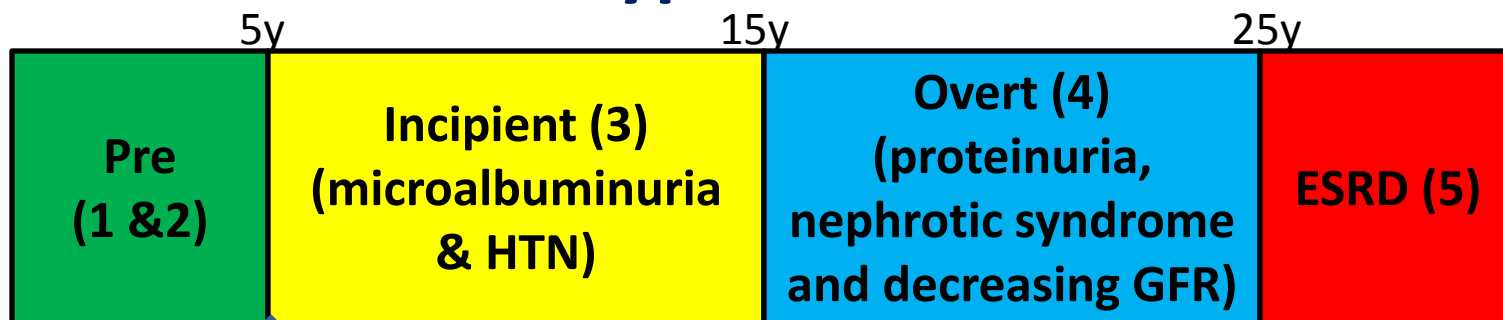 5y 15y 25y
Pre
(1 &2)
Incipient (3)
(microalbuminuria
& HTN)
Overt (4)
(proteinuria,
nephrotic syndrome
and decreasing GFR)
ESRD (5)